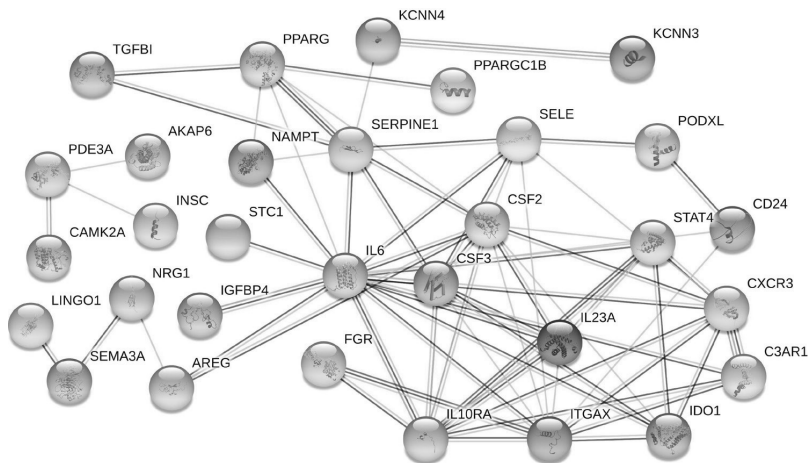 KCNN4
KCNN3
PPARG
TGFBI
PPARGC1B
SERPINE1
SELE
PODXL
AKAP6
NAMPT
PDE3A
INSC
CSF2
CD24
STC1
STAT4
CAMK2A
IL6
CSF3
NRG1
CXCR3
IGFBP4
LINGO1
IL23A
FGR
C3AR1
SEMA3A
AREG
IL10RA
ITGAX
IDO1